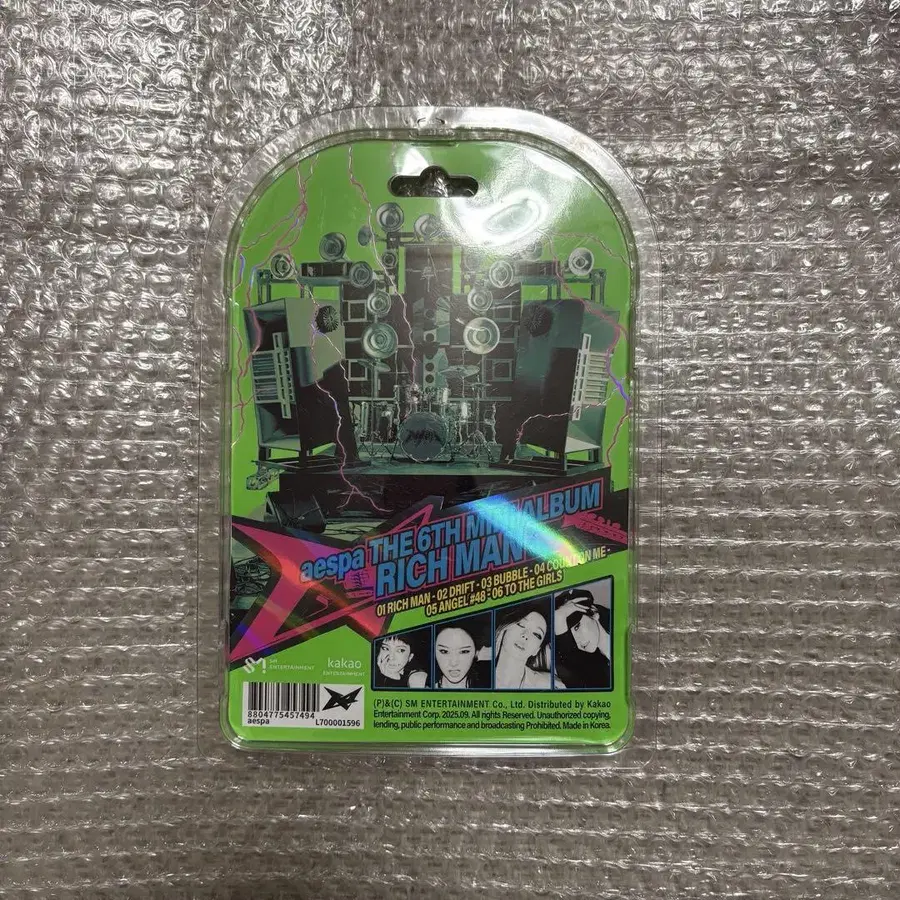 aespa THE 6TH MINI ALBUM
RICH MAN
01 RICH MAN - 02 DRIFT - 03 BUBBLE - 04 COUNT ON ME -
05 ANGEL #48 - 06 TO THE GIRLS
SM
ENTERTAINMENT
kakao
ENTERTAINMENT
8804775457494
aespa L700001596
(P)&(C) SM ENTERTAINMENT Co., Ltd. Distributed by Kakao
Entertainment Corp. 2025.09. All rights Reserved. Unauthorized copying,
lending, public performance and broadcasting Prohibited. Made in Korea.